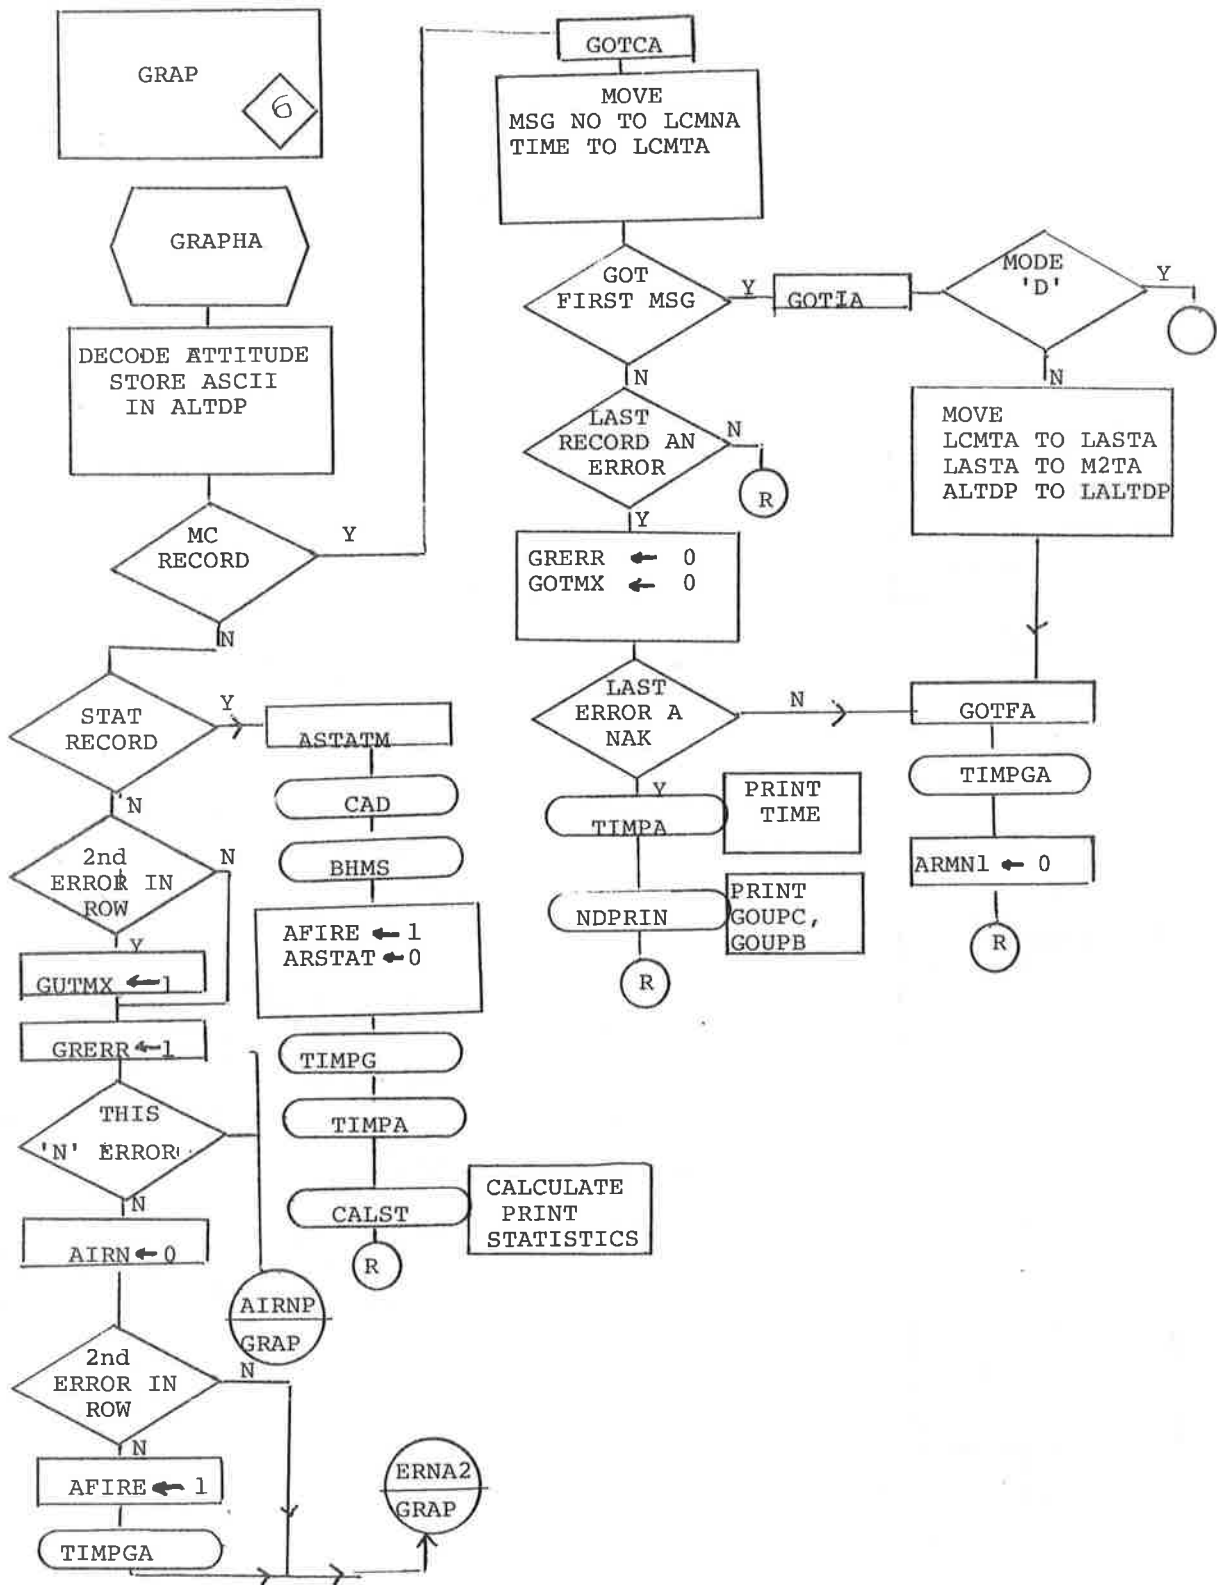 GRAP
6
GRAPHA
DECODE ATTITUDE
STORE ASCII
IN ALTDP
MC
RECORD
Y
N
STAT
RECORD
Y
N
2nd
ERROR IN
ROW
N
Y
GUTMX ← 1
GRERR ← 1
THIS
'N' ERROR
N
AIRN ← 0
2nd
ERROR IN
ROW
N
N
AFIRE ← 1
TIMPGA
ASTATM
CAD
BHMS
AFIRE ← 1
ARSTAT ← 0
TIMPG
TIMPA
CALST
CALCULATE
PRINT
STATISTICS
R
AIRNP
GRAP
ERNA2
GRAP
GOTCA
MOVE
MSG NO TO LCMNA
TIME TO LCMTA
GOT
FIRST MSG
Y
N
LAST
RECORD AN
ERROR
N
R
Y
GRERR ← 0
GOTMX ← 0
LAST
ERROR A
NAK
N
Y
TIMPA
PRINT
TIME
NDPRIN
PRINT
GOUPC,
GOUPB
R
GOTIA
MODE
'D'
Y
N
MOVE
LCMTA TO LASTA
LASTA TO M2TA
ALTDP TO LALTDP
GOTFA
TIMPGA
ARMN1 ← 0
R